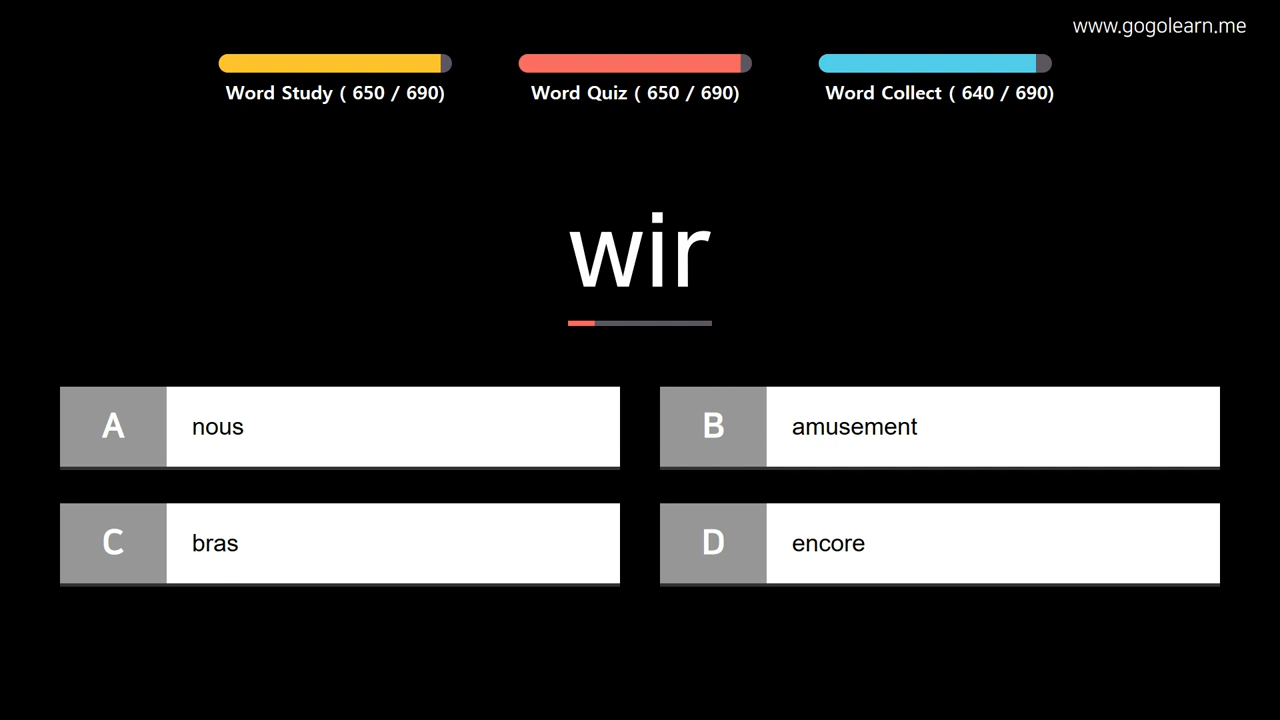 www.gogolearn.me
Word Study ( 650 / 690)
Word Quiz ( 650 / 690)
Word Collect ( 640 / 690)
wir
A nous
B amusement
C bras
D encore